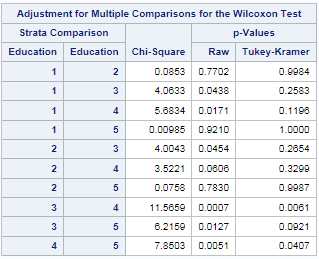 Adjustment for Multiple Comparisons for the Wilcoxon Test
Strata Comparison p-Values
Education Education Chi-Square Raw Tukey-Kramer
1 2 0.0853 0.7702 0.9984
1 3 4.0633 0.0438 0.2583
1 4 5.6834 0.0171 0.1196
1 5 0.00985 0.9210 1.0000
2 3 4.0043 0.0454 0.2654
2 4 3.5221 0.0606 0.3299
2 5 0.0758 0.7830 0.9987
3 4 11.5659 0.0007 0.0061
3 5 6.2159 0.0127 0.0921
4 5 7.8503 0.0051 0.0407